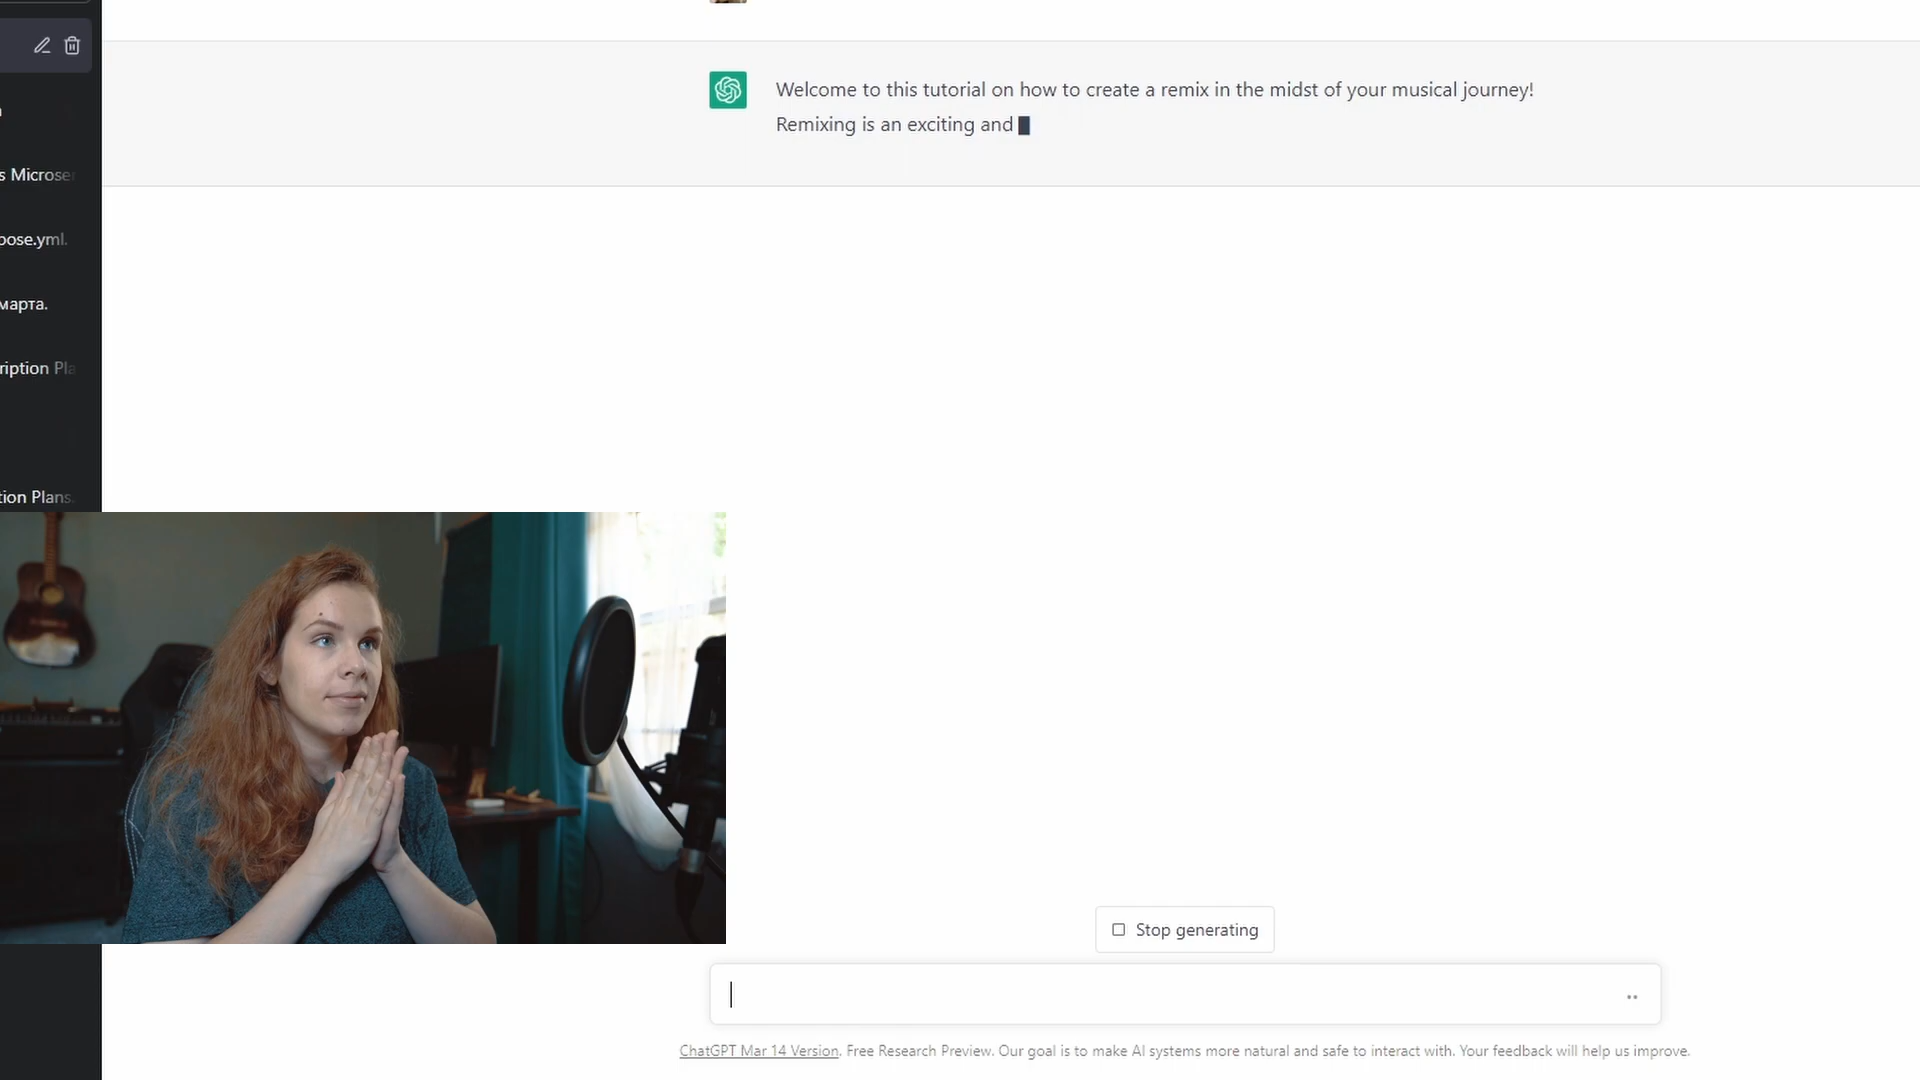 Welcome to this tutorial on how to create a remix in the midst of your musical journey!
Remixing is an exciting and
s Microse
pose.yml.
марта.
ription Pla
tion Plans.
Stop generating
ChatGPT Mar 14 Version. Free Research Preview. Our goal is to make AI systems more natural and safe to interact with. Your feedback will help us improve.